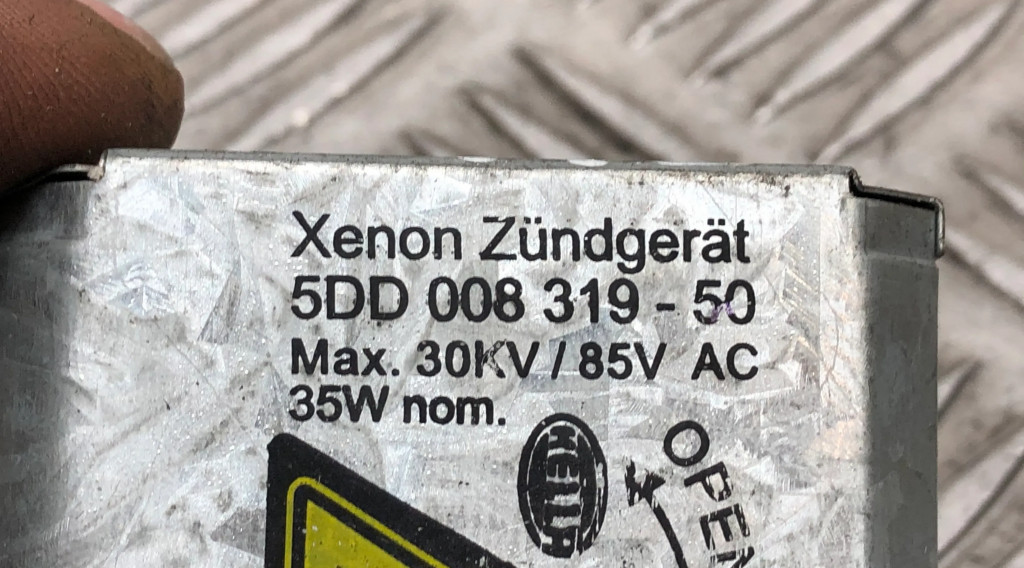 Xenon Zündgerät
5DD 008 319 - 50
Max. 30KV / 85V AC
35W nom.
HELLA
OPEN